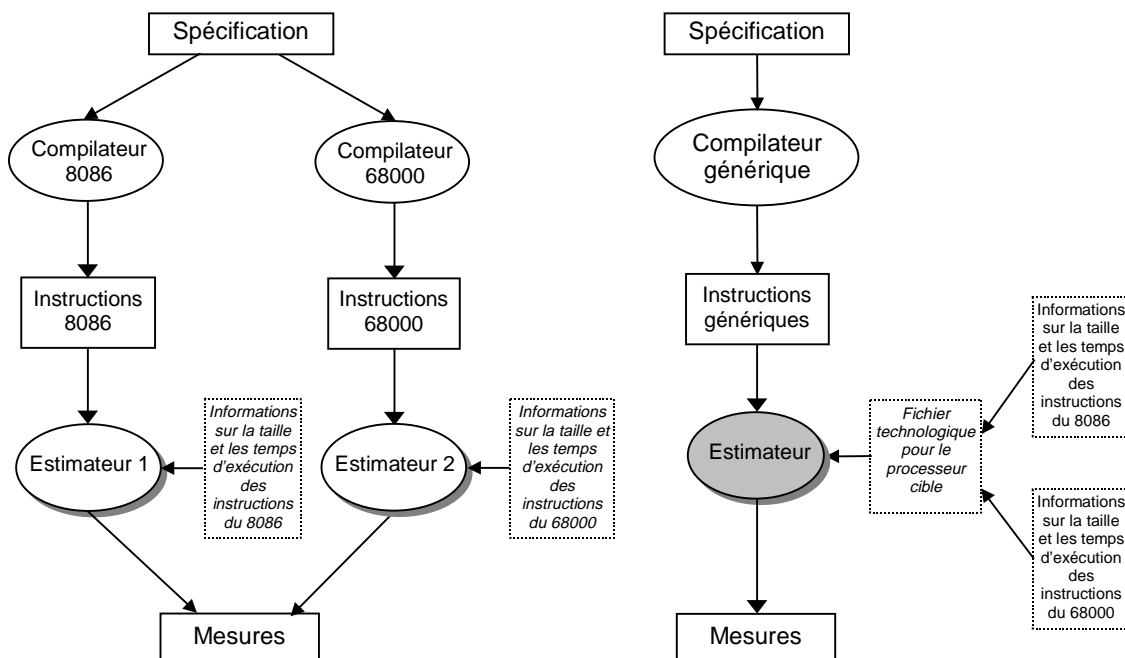 Spécification
Compilateur
8086
Compilateur
68000
Instructions
8086
Instructions
68000
Estimateur 1
Informations
sur la taille
et les temps
d'exécution
des
instructions
du 8086
Estimateur 2
Informations
sur la taille et
les temps
d'exécution
des
instructions
du 68000
Mesures
Spécification
Compilateur
générique
Instructions
génériques
Estimateur
Fichier
technologique
pour le
processeur
cible
Informations
sur la taille
et les temps
d'exécution
des
instructions
du 8086
Informations
sur la taille
et les temps
d'exécution
des
instructions
du 68000
Mesures